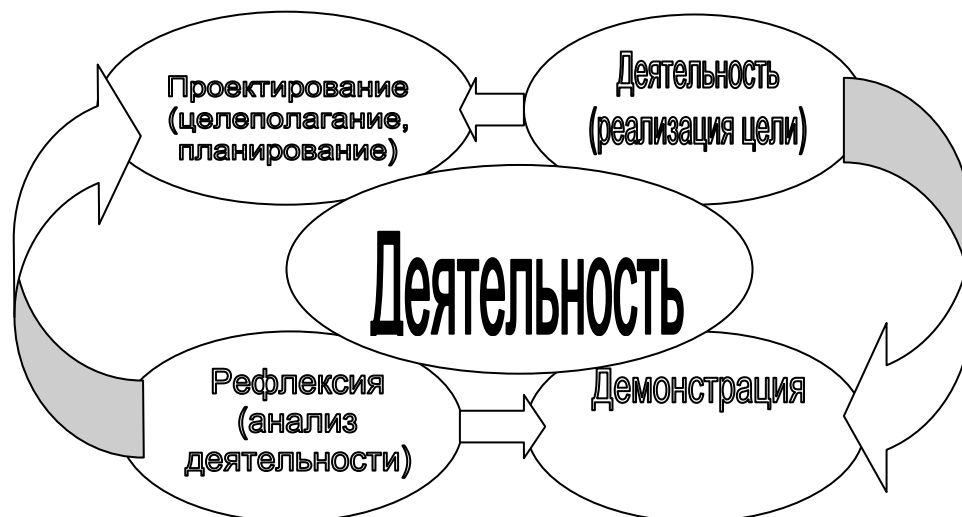 Проектирование
(целеполагание,
планирование)
Деятельность
(реализация цели)
Деятельность
Рефлексия
(анализ
деятельности)
Демонстрация